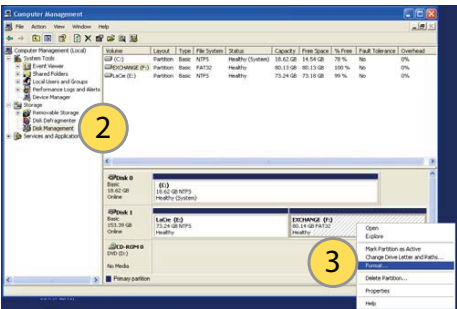 Computer Management
File Action View Window Help
Computer Management (Local)
System Tools
Event Viewer
Shared Folders
Local Users and Groups
Performance Logs and Alerts
Device Manager
Storage
Removable Storage
Disk Defragmenter
Disk Management
Services and Applications
2
Volume Layout Type File System Status Capacity Free Space % Free Fault Tolerance Overhead
(C:) Partition Basic NTFS Healthy (System) 18.62 GB 14.54 GB 78 % No 0%
EXCHANGE (F:) Partition Basic FAT32 Healthy 80.13 GB 80.13 GB 100 % No 0%
LaCie (E:) Partition Basic NTFS Healthy 73.24 GB 73.18 GB 99 % No 0%
Disk 0
Basic
18.62 GB
Online
(C:)
18.62 GB NTFS
Healthy (System)
Disk 1
Basic
153.39 GB
Online
LaCie (E:)
73.24 GB NTFS
Healthy
EXCHANGE (F:)
80.14 GB FAT32
Healthy
CD-ROM 0
DVD (D:)
No Media
Primary partition
3
Open
Explore
Mark Partition as Active
Change Drive Letter and Paths...
Format...
Delete Partition...
Properties
Help